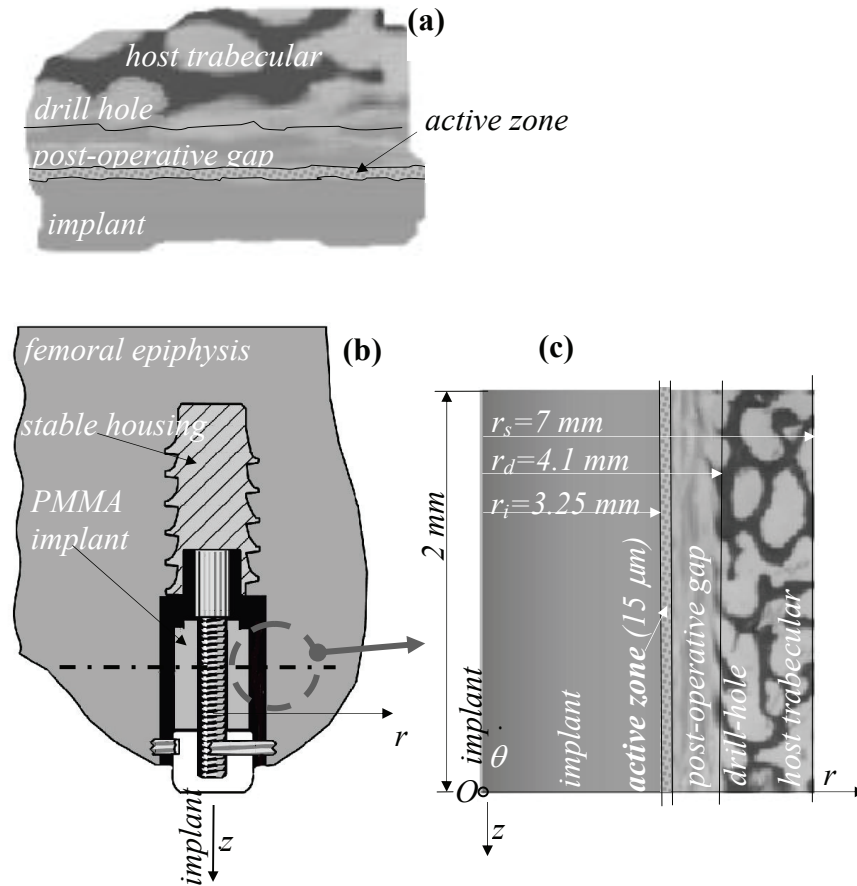 (a)
host trabecular
drill hole
active zone
post-operative gap
implant
(b)
femoral epiphysis
stable housing
PMMA
implant
r
implant
z
(c)
r_s=7 mm
r_d=4.1 mm
r_i=3.25 mm
2 mm
implant
θ
implant
active zone (15 μm)
post-operative gap
drill-hole
host trabecular
O
r
z